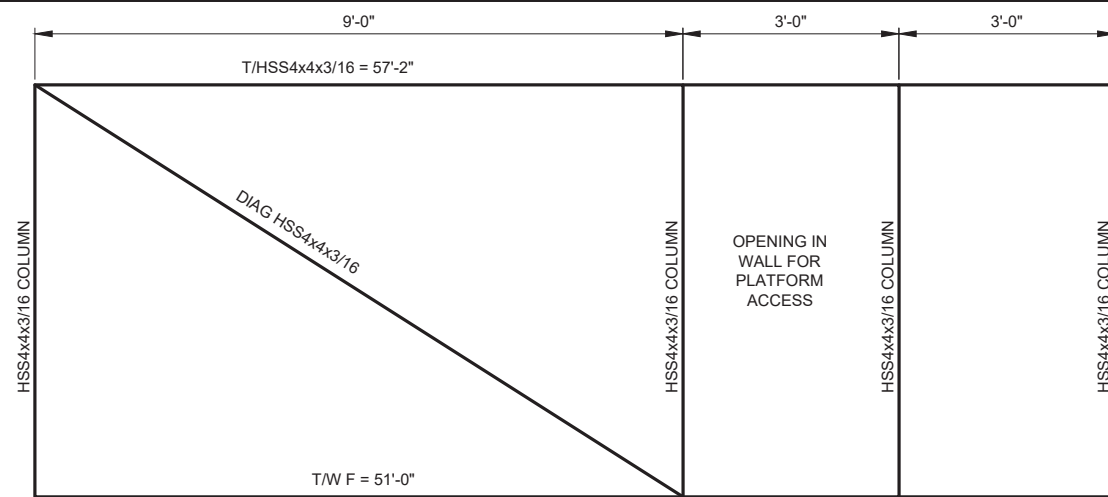 9'-0"
3'-0"
3'-0"
T/HSS4x4x3/16 = 57'-2"
HSS4x4x3/16 COLUMN
DIAG HSS4x4x3/16
HSS4x4x3/16 COLUMN
OPENING IN
WALL FOR
PLATFORM
ACCESS
HSS4x4x3/16 COLUMN
HSS4x4x3/16 COLUMN
T/W F = 51'-0"